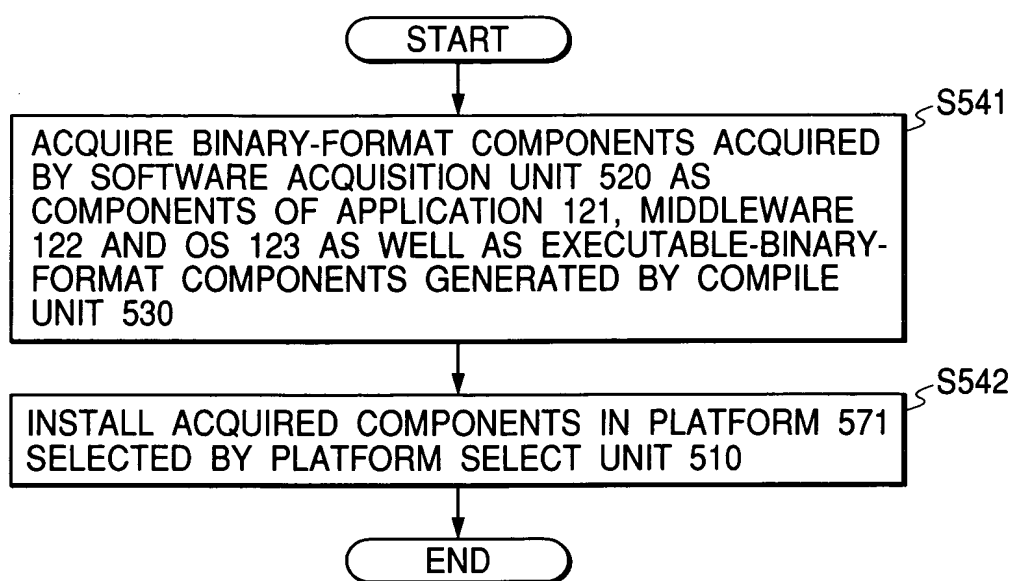 START
S541
ACQUIRE BINARY-FORMAT COMPONENTS ACQUIRED
BY SOFTWARE ACQUISITION UNIT 520 AS
COMPONENTS OF APPLICATION 121, MIDDLEWARE
122 AND OS 123 AS WELL AS EXECUTABLE-BINARY-
FORMAT COMPONENTS GENERATED BY COMPILE
UNIT 530
S542
INSTALL ACQUIRED COMPONENTS IN PLATFORM 571
SELECTED BY PLATFORM SELECT UNIT 510
END